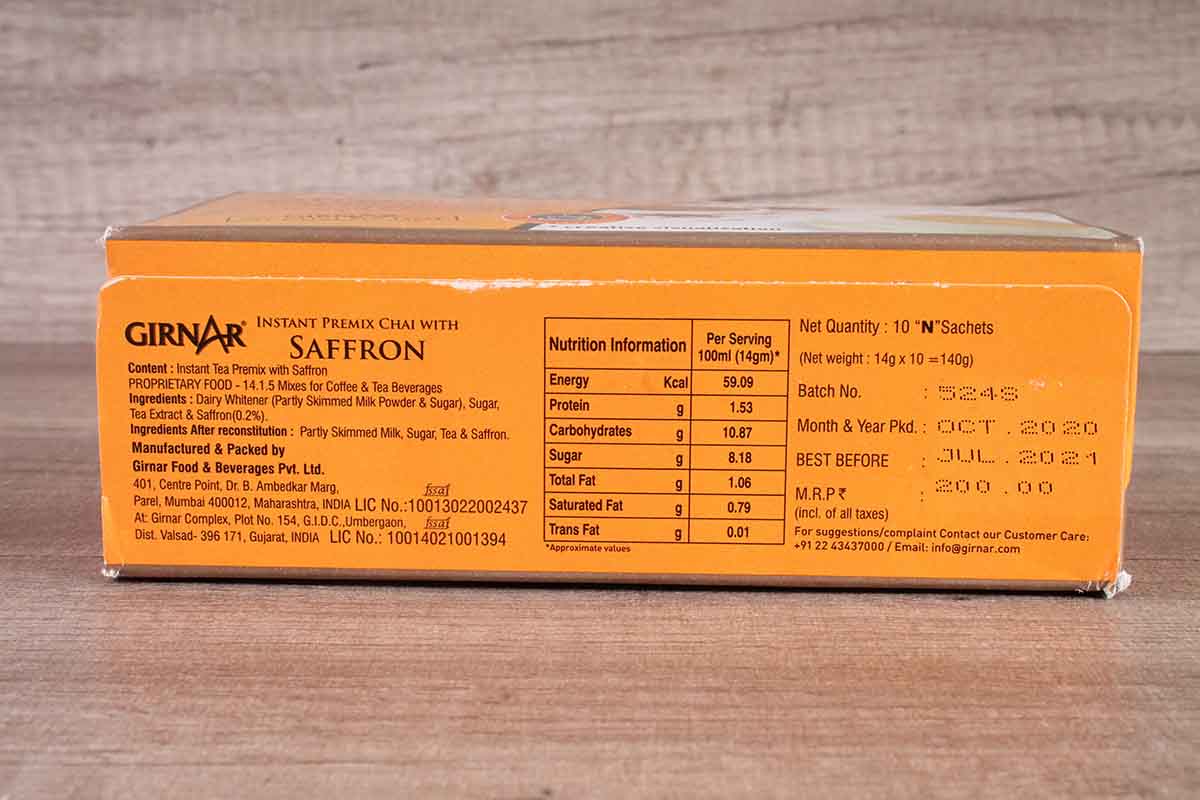 GIRNAR®
INSTANT PREMIX CHAI WITH
SAFFRON
Content : Instant Tea Premix with Saffron
PROPRIETARY FOOD - 14.1.5 Mixes for Coffee & Tea Beverages
Ingredients : Dairy Whitener (Partly Skimmed Milk Powder & Sugar), Sugar,
Tea Extract & Saffron(0.2%).
Ingredients After reconstitution : Partly Skimmed Milk, Sugar, Tea & Saffron.
Manufactured & Packed by
Girnar Food & Beverages Pvt. Ltd.
401, Centre Point, Dr. B. Ambedkar Marg,
Parel, Mumbai 400012, Maharashtra, INDIA fssai LIC No.:10013022002437
At: Girnar Complex, Plot No. 154, G.I.D.C.,Umbergaon,
Dist. Valsad- 396 171, Gujarat, INDIA fssai LIC No.: 10014021001394
Nutrition Information Per Serving
100ml (14gm)*
Energy Kcal 59.09
Protein g 1.53
Carbohydrates g 10.87
Sugar g 8.18
Total Fat g 1.06
Saturated Fat g 0.79
Trans Fat g 0.01
*Approximate values
Net Quantity : 10 “N”Sachets
(Net weight : 14g x 10 =140g)
Batch No. : 5249
Month & Year Pkd. : OCT . 2020
BEST BEFORE : JUL . 2021
M.R.P ₹ : 200 .00
(incl. of all taxes)
For suggestions/complaint Contact our Customer Care:
+91 22 43437000 / Email: info@girnar.com